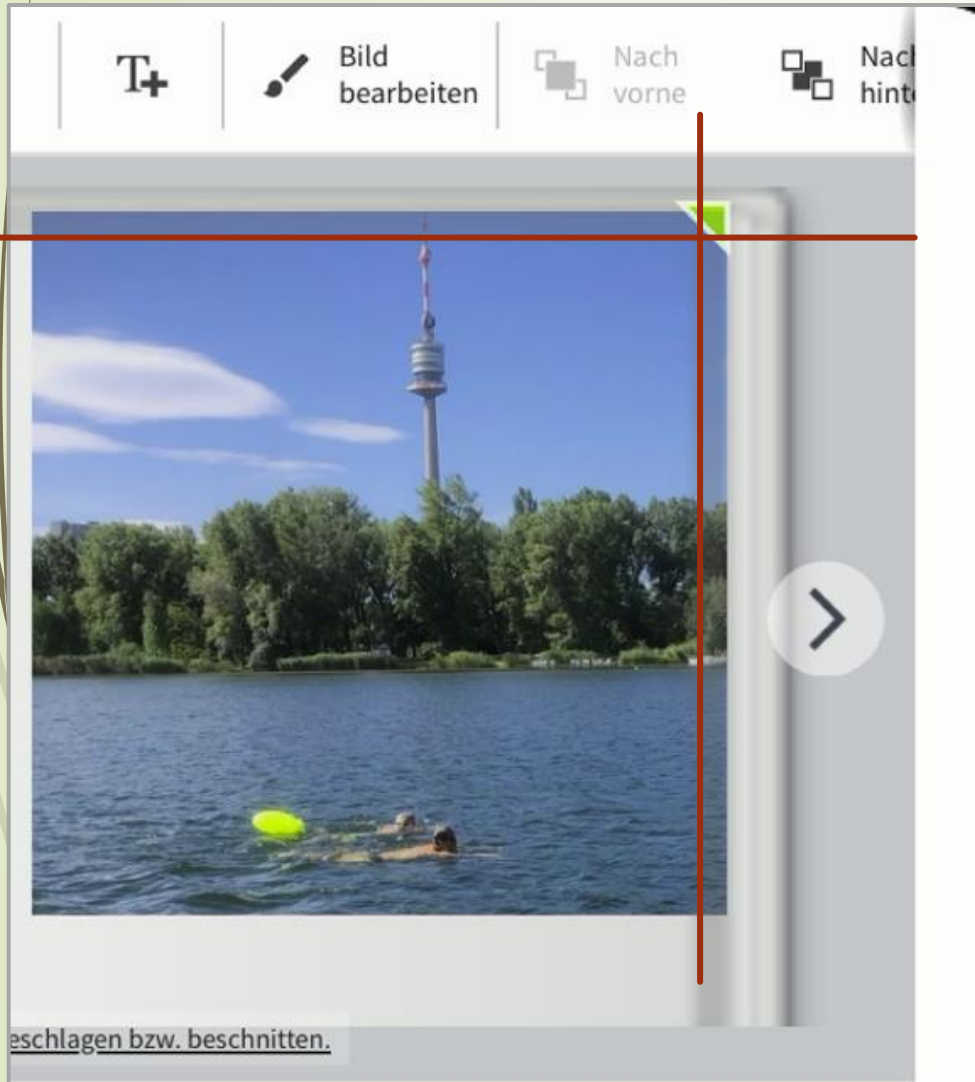 T+
Bild
bearbeiten
Nach
vorne
eschlagen bzw. beschnitten.